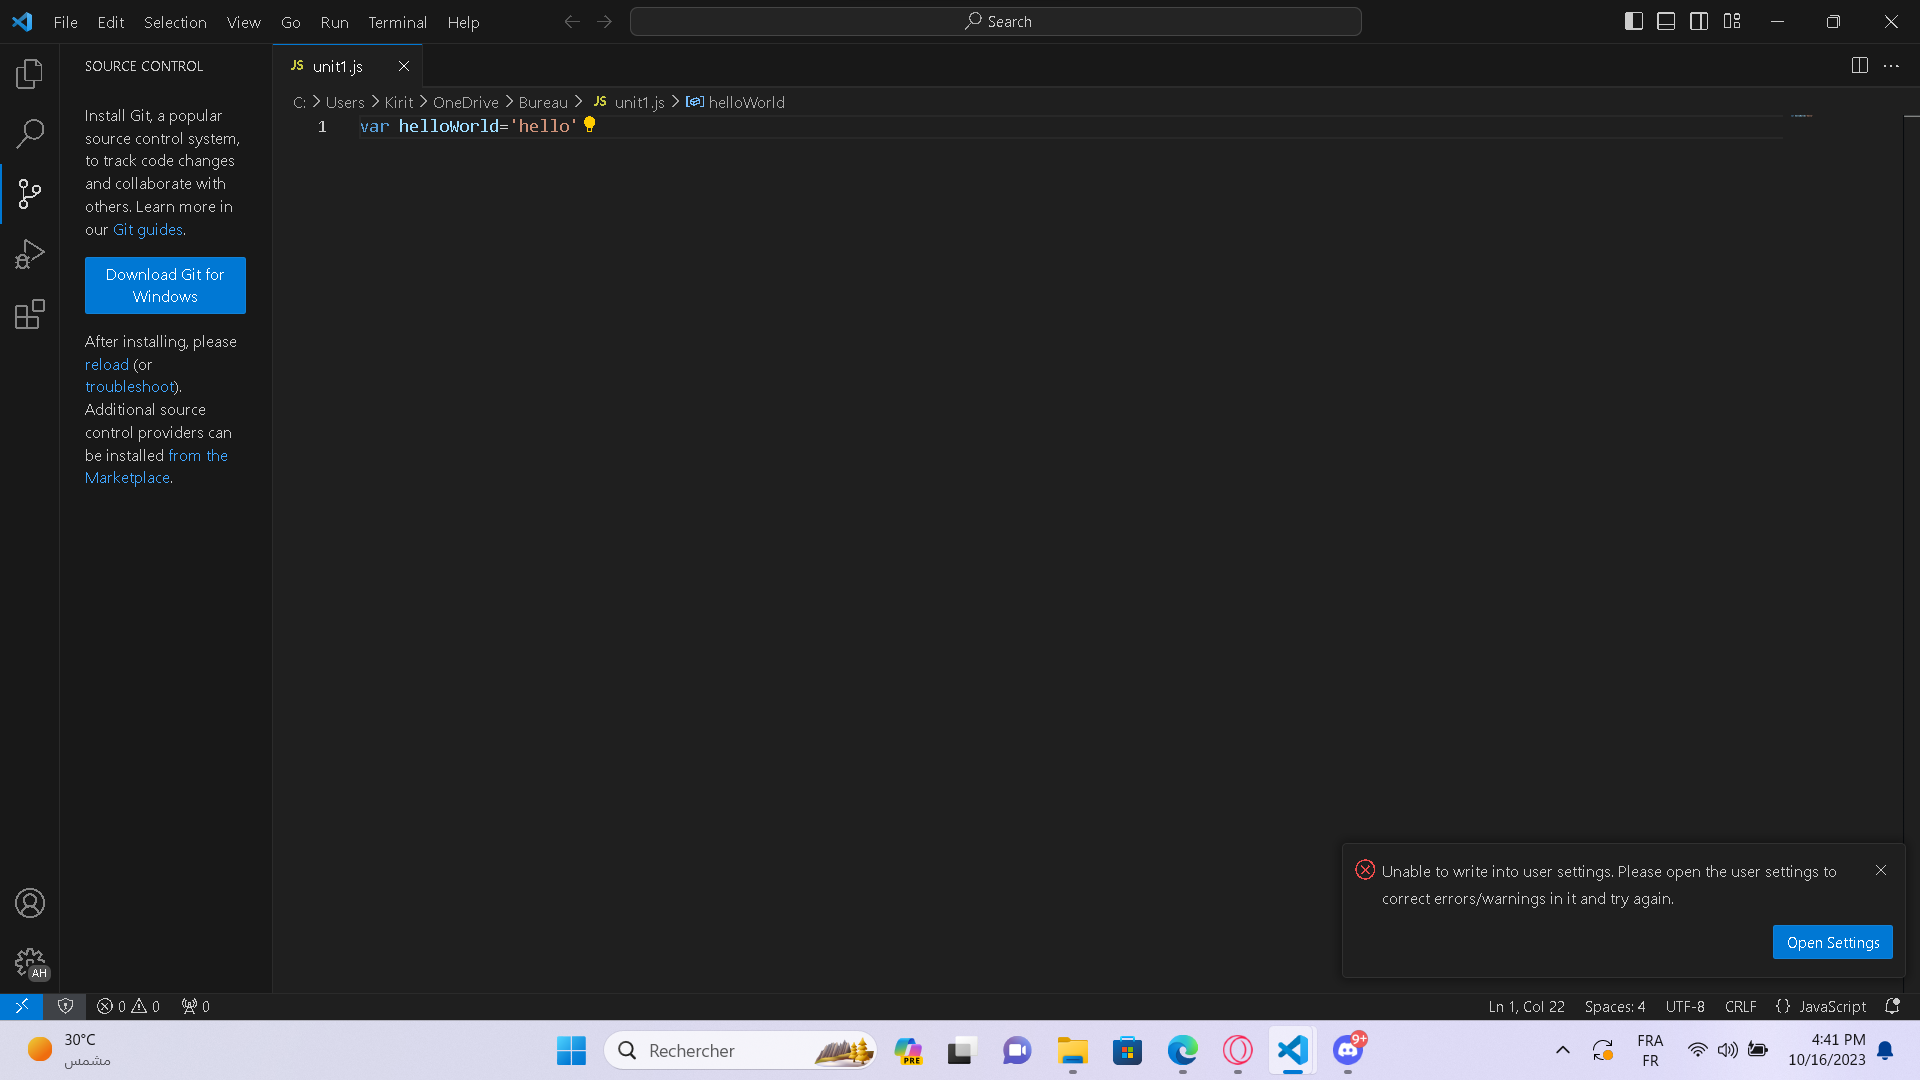 File Edit Selection View Go Run Terminal Help
Search
SOURCE CONTROL
Install Git, a popular
source control system,
to track code changes
and collaborate with
others. Learn more in
our Git guides.
Download Git for
Windows
After installing, please
reload (or
troubleshoot).
Additional source
control providers can
be installed from the
Marketplace.
JS unit1.js
C: Users Kirit OneDrive Bureau JS unit1.js helloWorld
1 var helloWorld='hello'
Unable to write into user settings. Please open the user settings to
correct errors/warnings in it and try again.
Open Settings
AH
0 0 0
Ln 1, Col 22 Spaces: 4 UTF-8 CRLF {} JavaScript
30°C
مشمس
Rechercher
PRE
9+
FRA
FR
4:41 PM
10/16/2023